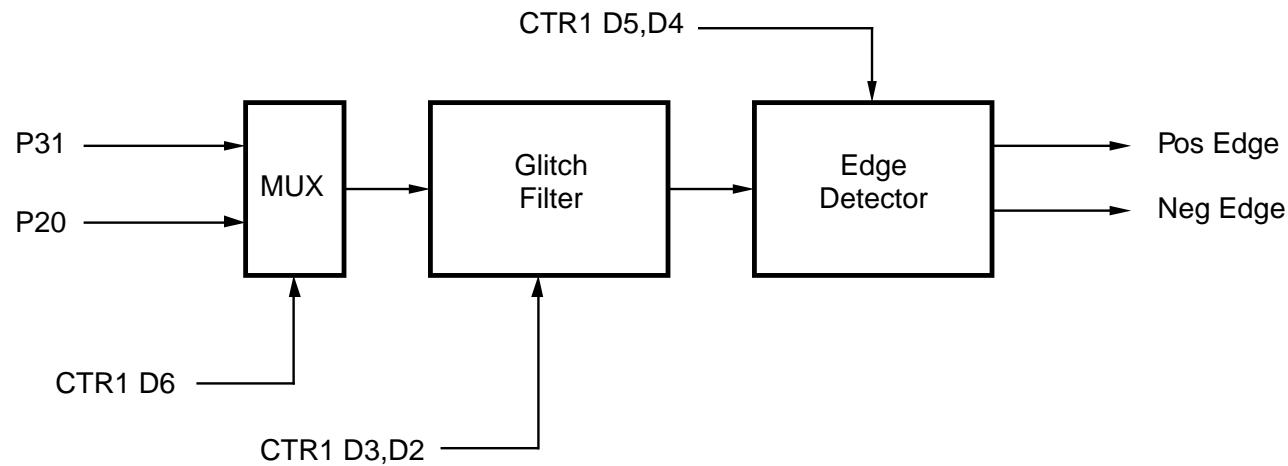 CTR1 D5,D4
P31
P20
MUX
Glitch
Filter
Edge
Detector
Pos Edge
Neg Edge
CTR1 D6
CTR1 D3,D2